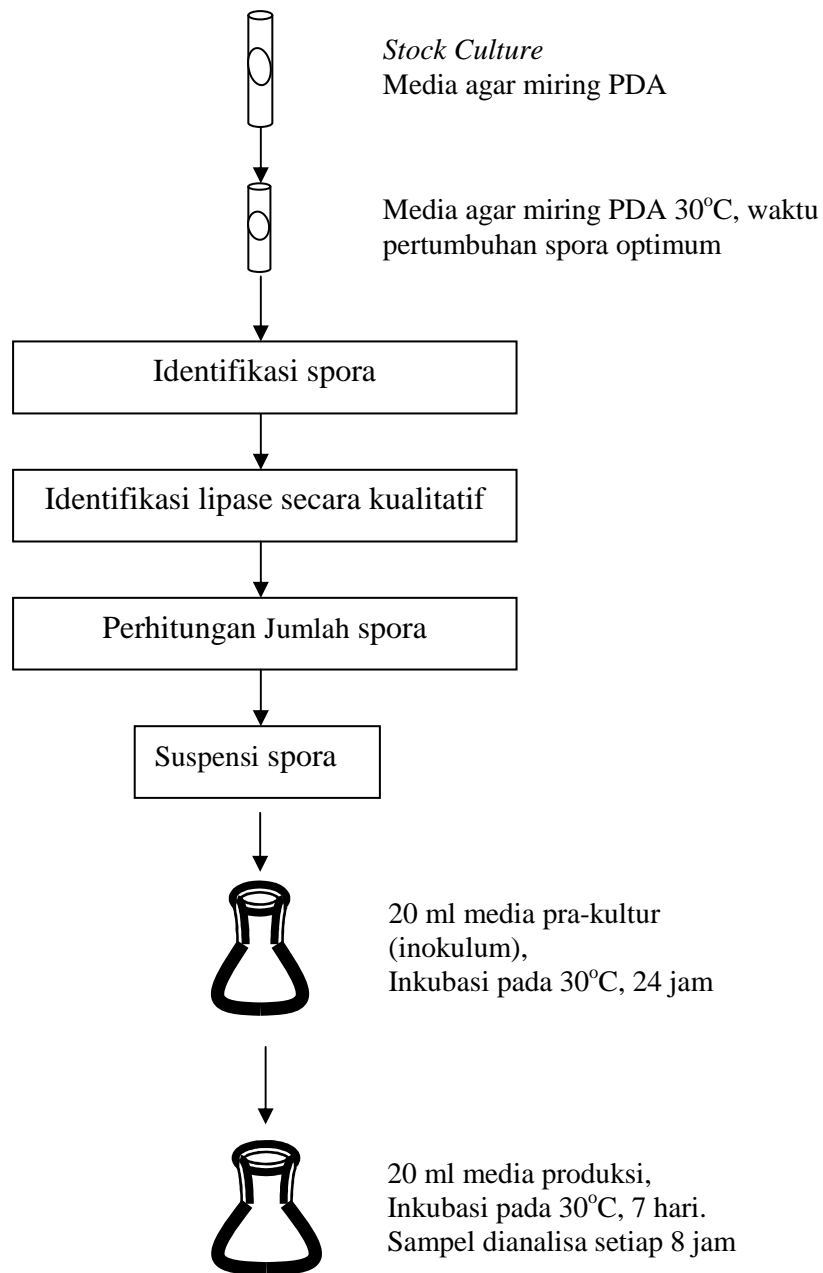 Stock Culture
Media agar miring PDA
Media agar miring PDA 30°C, waktu
pertumbuhan spora optimum
Identifikasi spora
Identifikasi lipase secara kualitatif
Perhitungan Jumlah spora
Suspensi spora
20 ml media pra-kultur
(inokulum),
Inkubasi pada 30°C, 24 jam
20 ml media produksi,
Inkubasi pada 30°C, 7 hari.
Sampel dianalisa setiap 8 jam